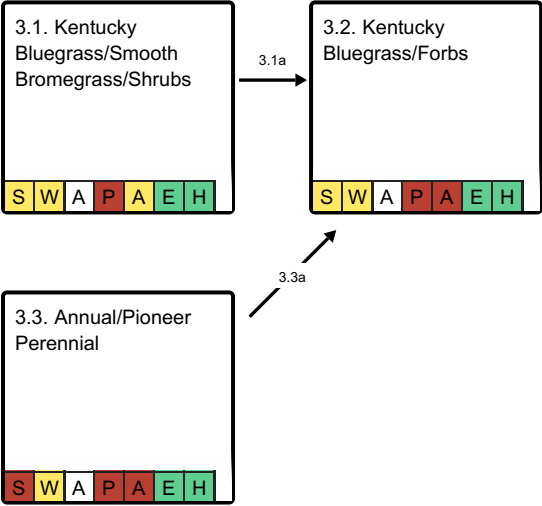 3.1. Kentucky
Bluegrass/Smooth
Bromegrass/Shrubs
S W A P A E H
3.1a
3.2. Kentucky
Bluegrass/Forbs
S W A P A E H
3.3a
3.3. Annual/Pioneer
Perennial
S W A P A E H